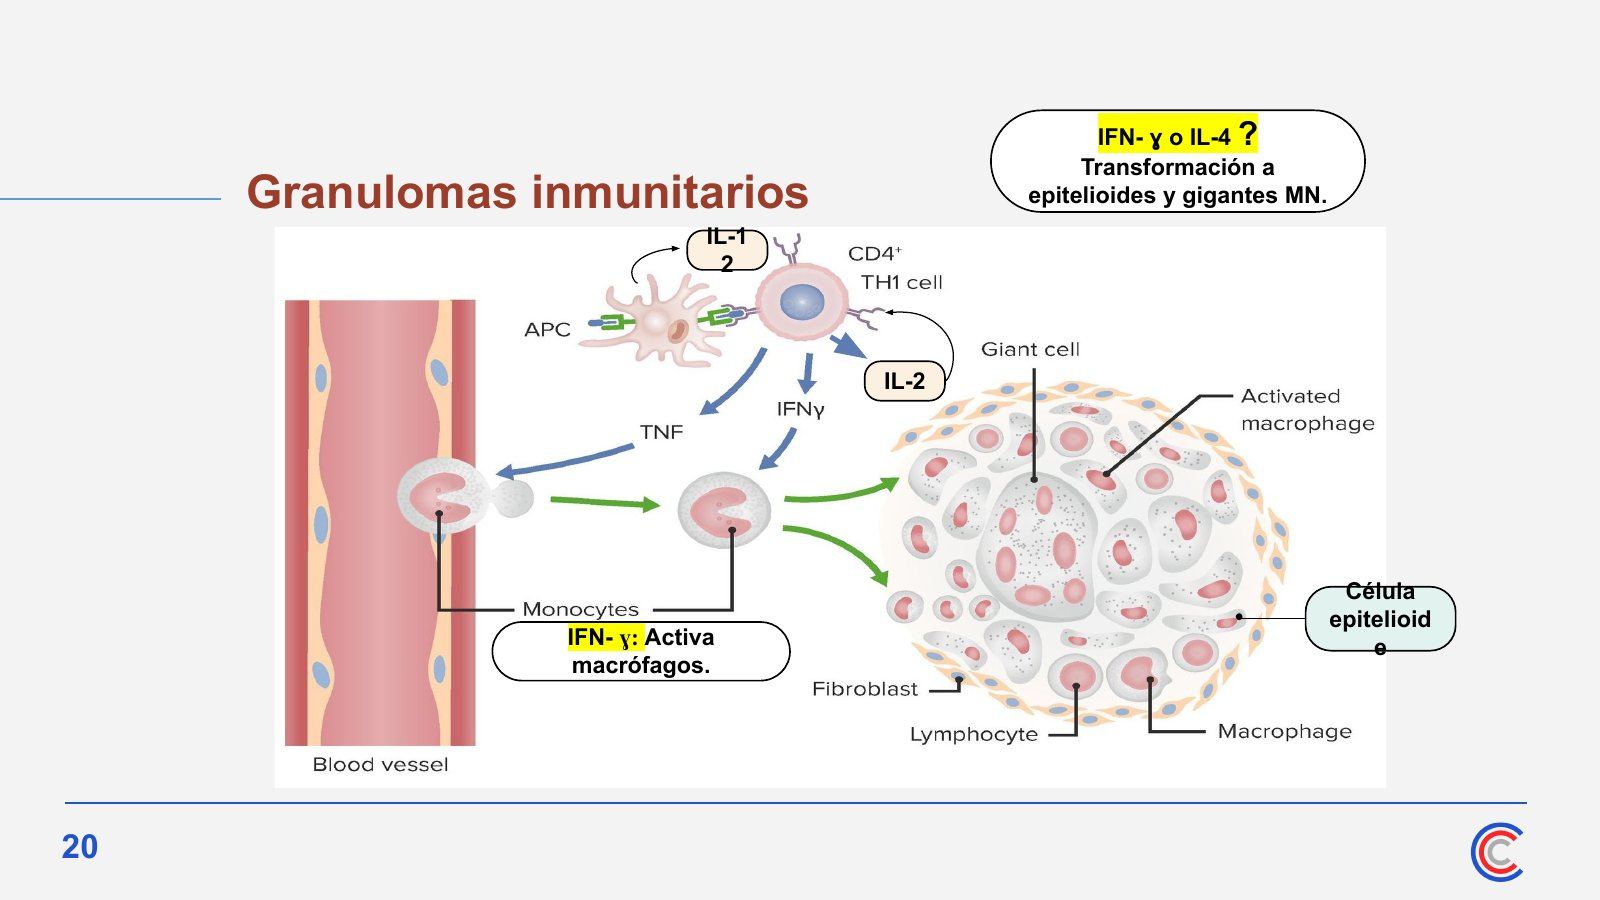 IFN- ɣ o IL-4 ?
Transformación a
epitelioides y gigantes MN.
Granulomas inmunitarios
IL-1
2
CD4⁺
TH1 cell
APC
Giant cell
IL-2
Activated
macrophage
IFNγ
TNF
Monocytes
IFN- ɣ: Activa
macrófagos.
Célula
epitelioid
e
Fibroblast
Lymphocyte
Macrophage
Blood vessel
20